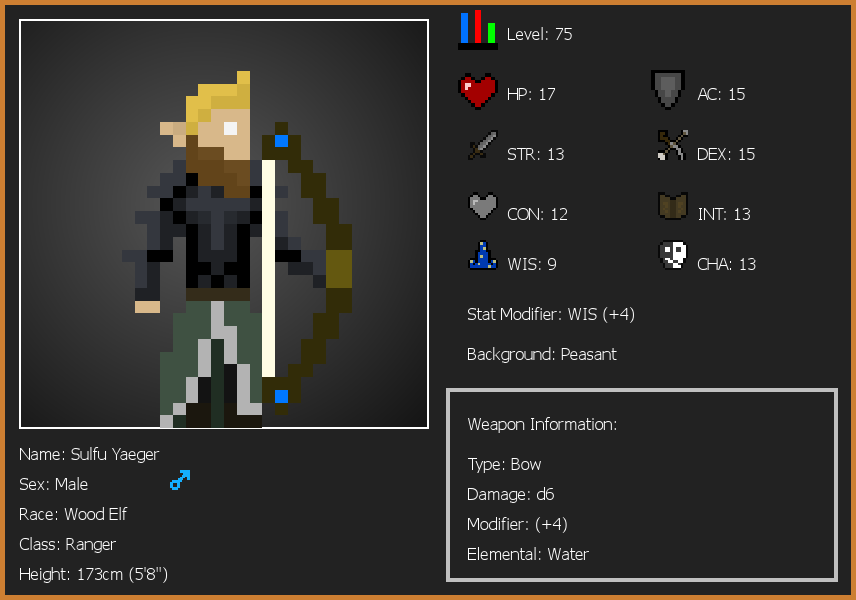 Level: 75
HP: 17
AC: 15
STR: 13
DEX: 15
CON: 12
INT: 13
WIS: 9
CHA: 13
Stat Modifier: WIS (+4)
Background: Peasant
Weapon Information:
Type: Bow
Damage: d6
Modifier: (+4)
Elemental: Water
Name: Sulfu Yaeger
Sex: Male
Race: Wood Elf
Class: Ranger
Height: 173cm (5'8")